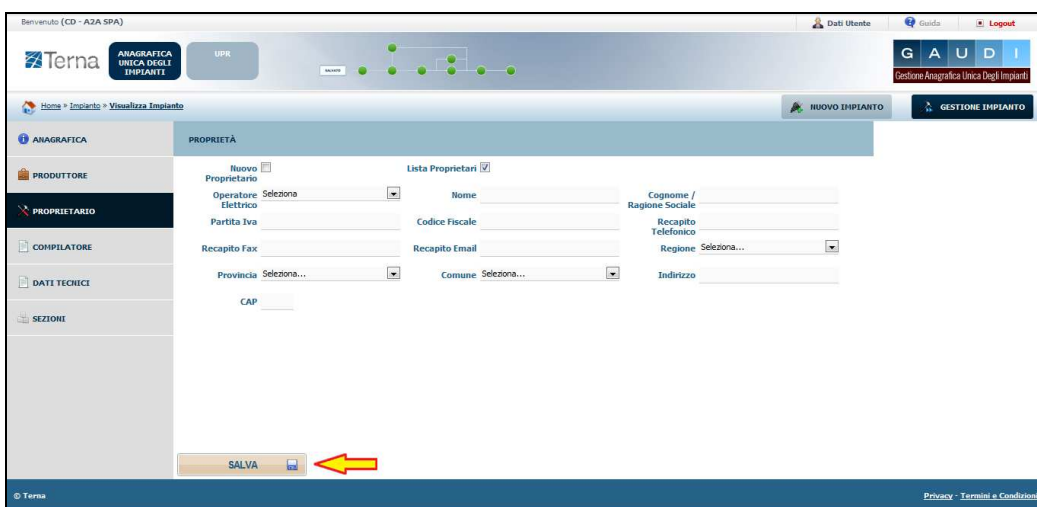 Benvenuto (CD - A2A SPA)
Dati Utente
Guida
Logout
Terna
ANAGRAFICA
UNICA DEGLI
IMPIANTI
UPR
G A U D I
Gestione Anagrafica Unica Degli Impianti
Home » Impianto » Visualizza Impianto
NUOVO IMPIANTO
GESTIONE IMPIANTO
ANAGRAFICA
PRODUTTORE
PROPRIETARIO
COMPILATORE
DATI TECNICI
SEZIONI
PROPRIETÀ
Nuovo
Proprietario
Lista Proprietari
Operatore
Elettrico
Seleziona
Nome
Cognome /
Ragione Sociale
Partita Iva
Codice Fiscale
Recapito
Telefonico
Recapito Fax
Recapito Email
Regione Seleziona...
Provincia Seleziona...
Comune Seleziona...
Indirizzo
CAP
SALVA
© Terna
Privacy - Termini e Condizioni